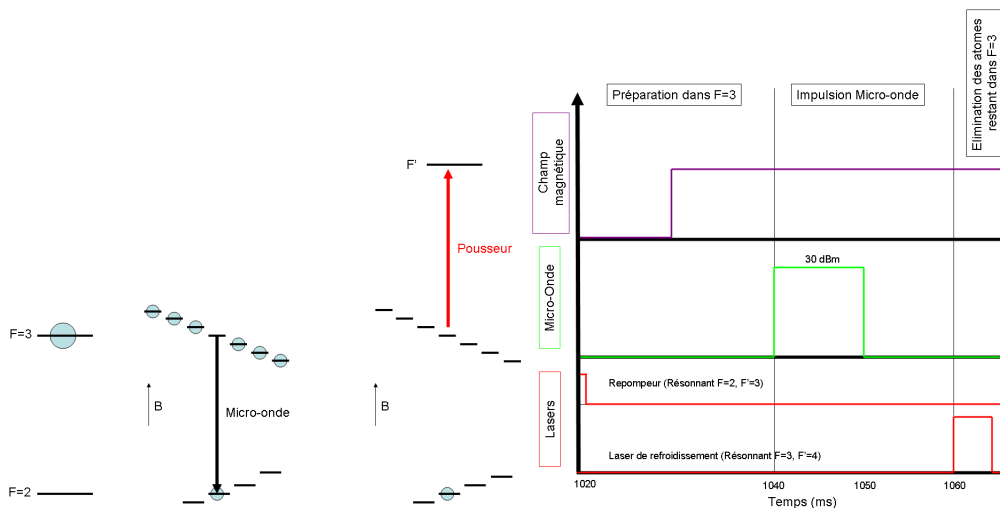 F'
Pousseur
F=3
B
Micro-onde
B
F=2
Préparation dans F=3
Impulsion Micro-onde
Elimination des atomes
restant dans F=3
Champ
magnétique
Micro-Onde
30 dBm
Lasers
Repompeur (Résonnant F=2, F'=3)
Laser de refroidissement (Résonnant F=3, F'=4)
1020
1040
1050
1060
Temps (ms)